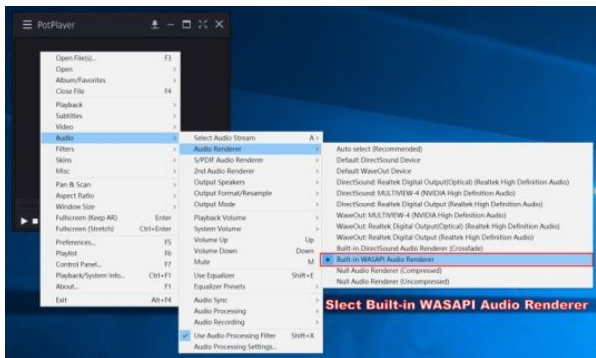 PotPlayer
Open File(s)... F3
Open
Album/Favorites
Close File F4
Playback
Subtitles
Video
Audio
Filters
Skins
Misc
Pan & Scan
Aspect Ratio
Window Size
Fullscreen (Keep AR) Enter
Fullscreen (Stretch) Ctrl+Enter
Preferences... F5
Playlist F6
Control Panel... F7
Playback/System Info... Ctrl+F1
About... F1
Exit Alt+F4
Select Audio Stream A
Audio Renderer
S/PDIF Audio Renderer
2nd Audio Renderer
Output Speakers
Output Format/Resample
Output Mode
Playback Volume
System Volume
Volume Up Up
Volume Down Down
Mute M
Use Equalizer Shift+E
Equalizer Presets
Audio Sync
Audio Processing
Audio Recording
Use Audio Processing Filter Shift+X
Audio Processing Settings...
Auto select (Recommended)
Default DirectSound Device
Default WaveOut Device
DirectSound: Realtek Digital Output(Optical) (Realtek High Definition Audio)
DirectSound: MULTIVIEW-4 (NVIDIA High Definition Audio)
DirectSound: Realtek Digital Output (Realtek High Definition Audio)
WaveOut: MULTIVIEW-4 (NVIDIA High Definition Audio)
WaveOut: Realtek Digital Output(Optical) (Realtek High Definition Audio)
WaveOut: Realtek Digital Output (Realtek High Definition Audio)
Built-in DirectSound Audio Renderer (Crossfade)
Built-in WASAPI Audio Renderer
Null Audio Renderer (Compressed)
Null Audio Renderer (Uncompressed)
Slect Built-in WASAPI Audio Renderer